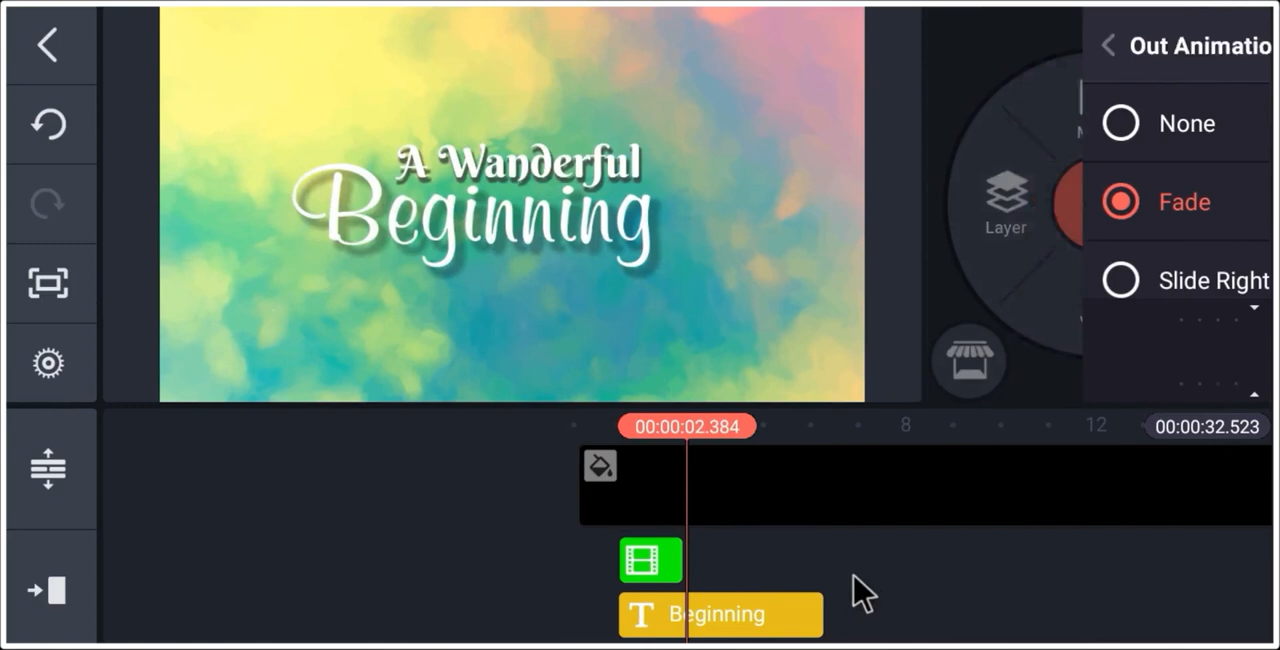 Out Animatio
None
Fade
Slide Right
Layer
A Wanderful
Beginning
00:00:02.384
8
12
00:00:32.523
T Beginning